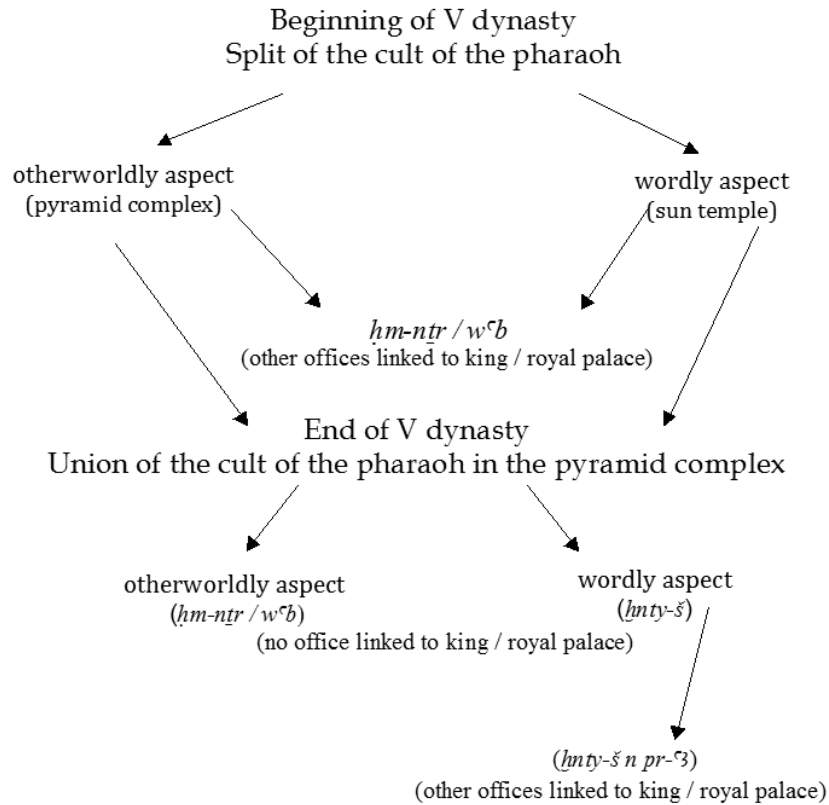 Beginning of V dynasty
Split of the cult of the pharaoh
otherworldly aspect
(pyramid complex)
wordly aspect
(sun temple)
ḥm-nṯr / wꜥb
(other offices linked to king / royal palace)
End of V dynasty
Union of the cult of the pharaoh in the pyramid complex
otherworldly aspect
(ḥm-nṯr / wꜥb)
wordly aspect
(ḫnty-š)
(no office linked to king / royal palace)
(ḫnty-š n pr-ꜥꜣ)
(other offices linked to king / royal palace)